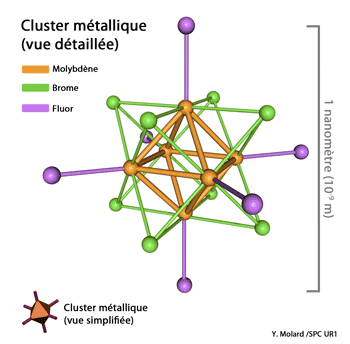 Cluster métallique
(vue détaillée)
Molybdène
Brome
Fluor
1 nanomètre (10⁻⁹ m)
Cluster métallique
(vue simplifiée)
Y. Molard /SPC UR1